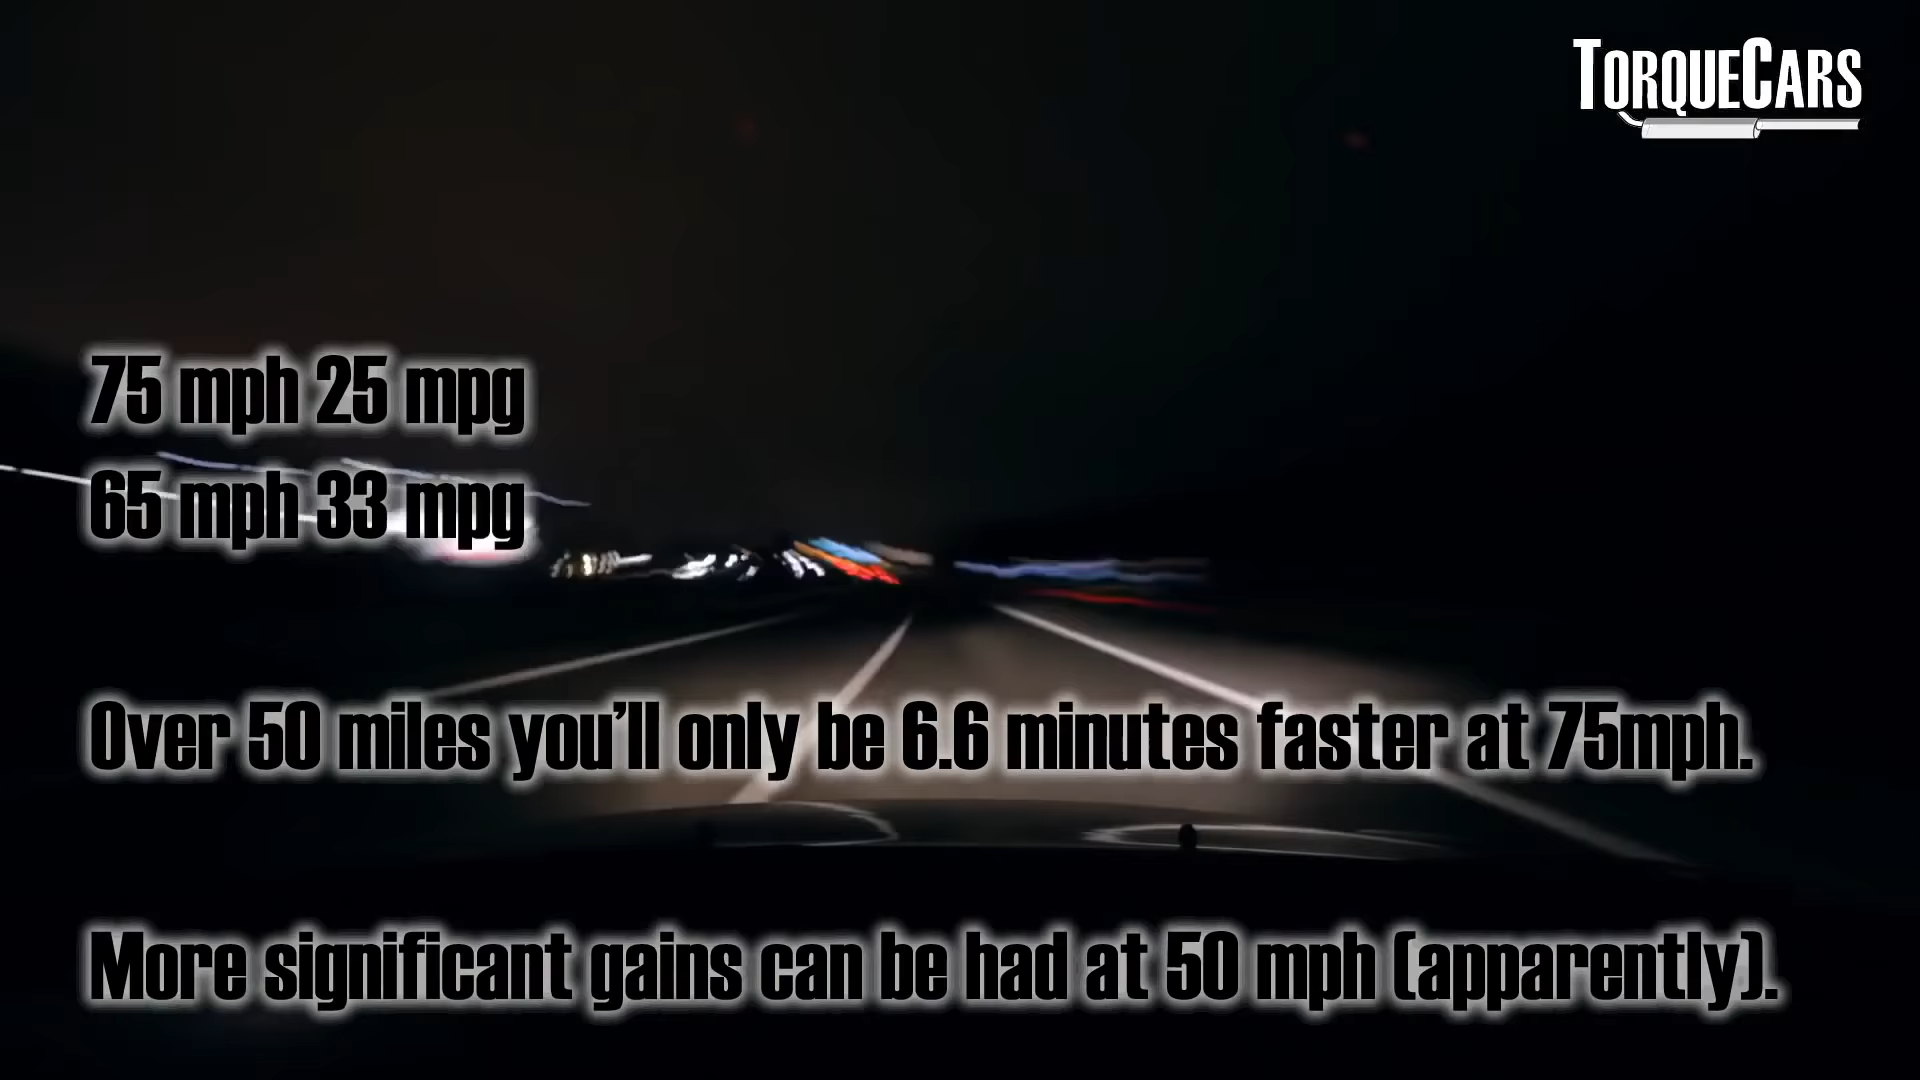 TORQUECARS
75 mph 25 mpg
65 mph 33 mpg
Over 50 miles you'll only be 6.6 minutes faster at 75mph.
More significant gains can be had at 50 mph (apparently).